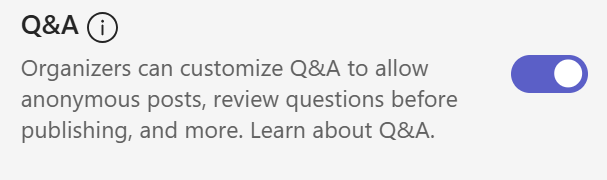 Q&A
Organizers can customize Q&A to allow
anonymous posts, review questions before
publishing, and more. Learn about Q&A.